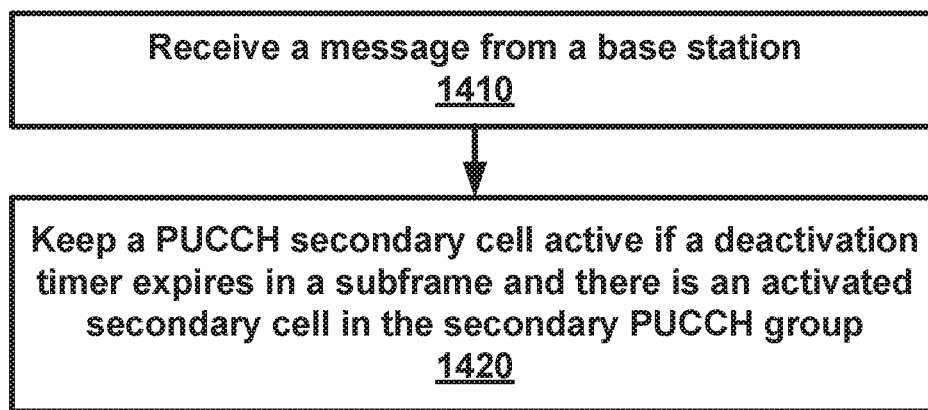 Receive a message from a base station
1410
Keep a PUCCH secondary cell active if a deactivation
timer expires in a subframe and there is an activated
secondary cell in the secondary PUCCH group
1420